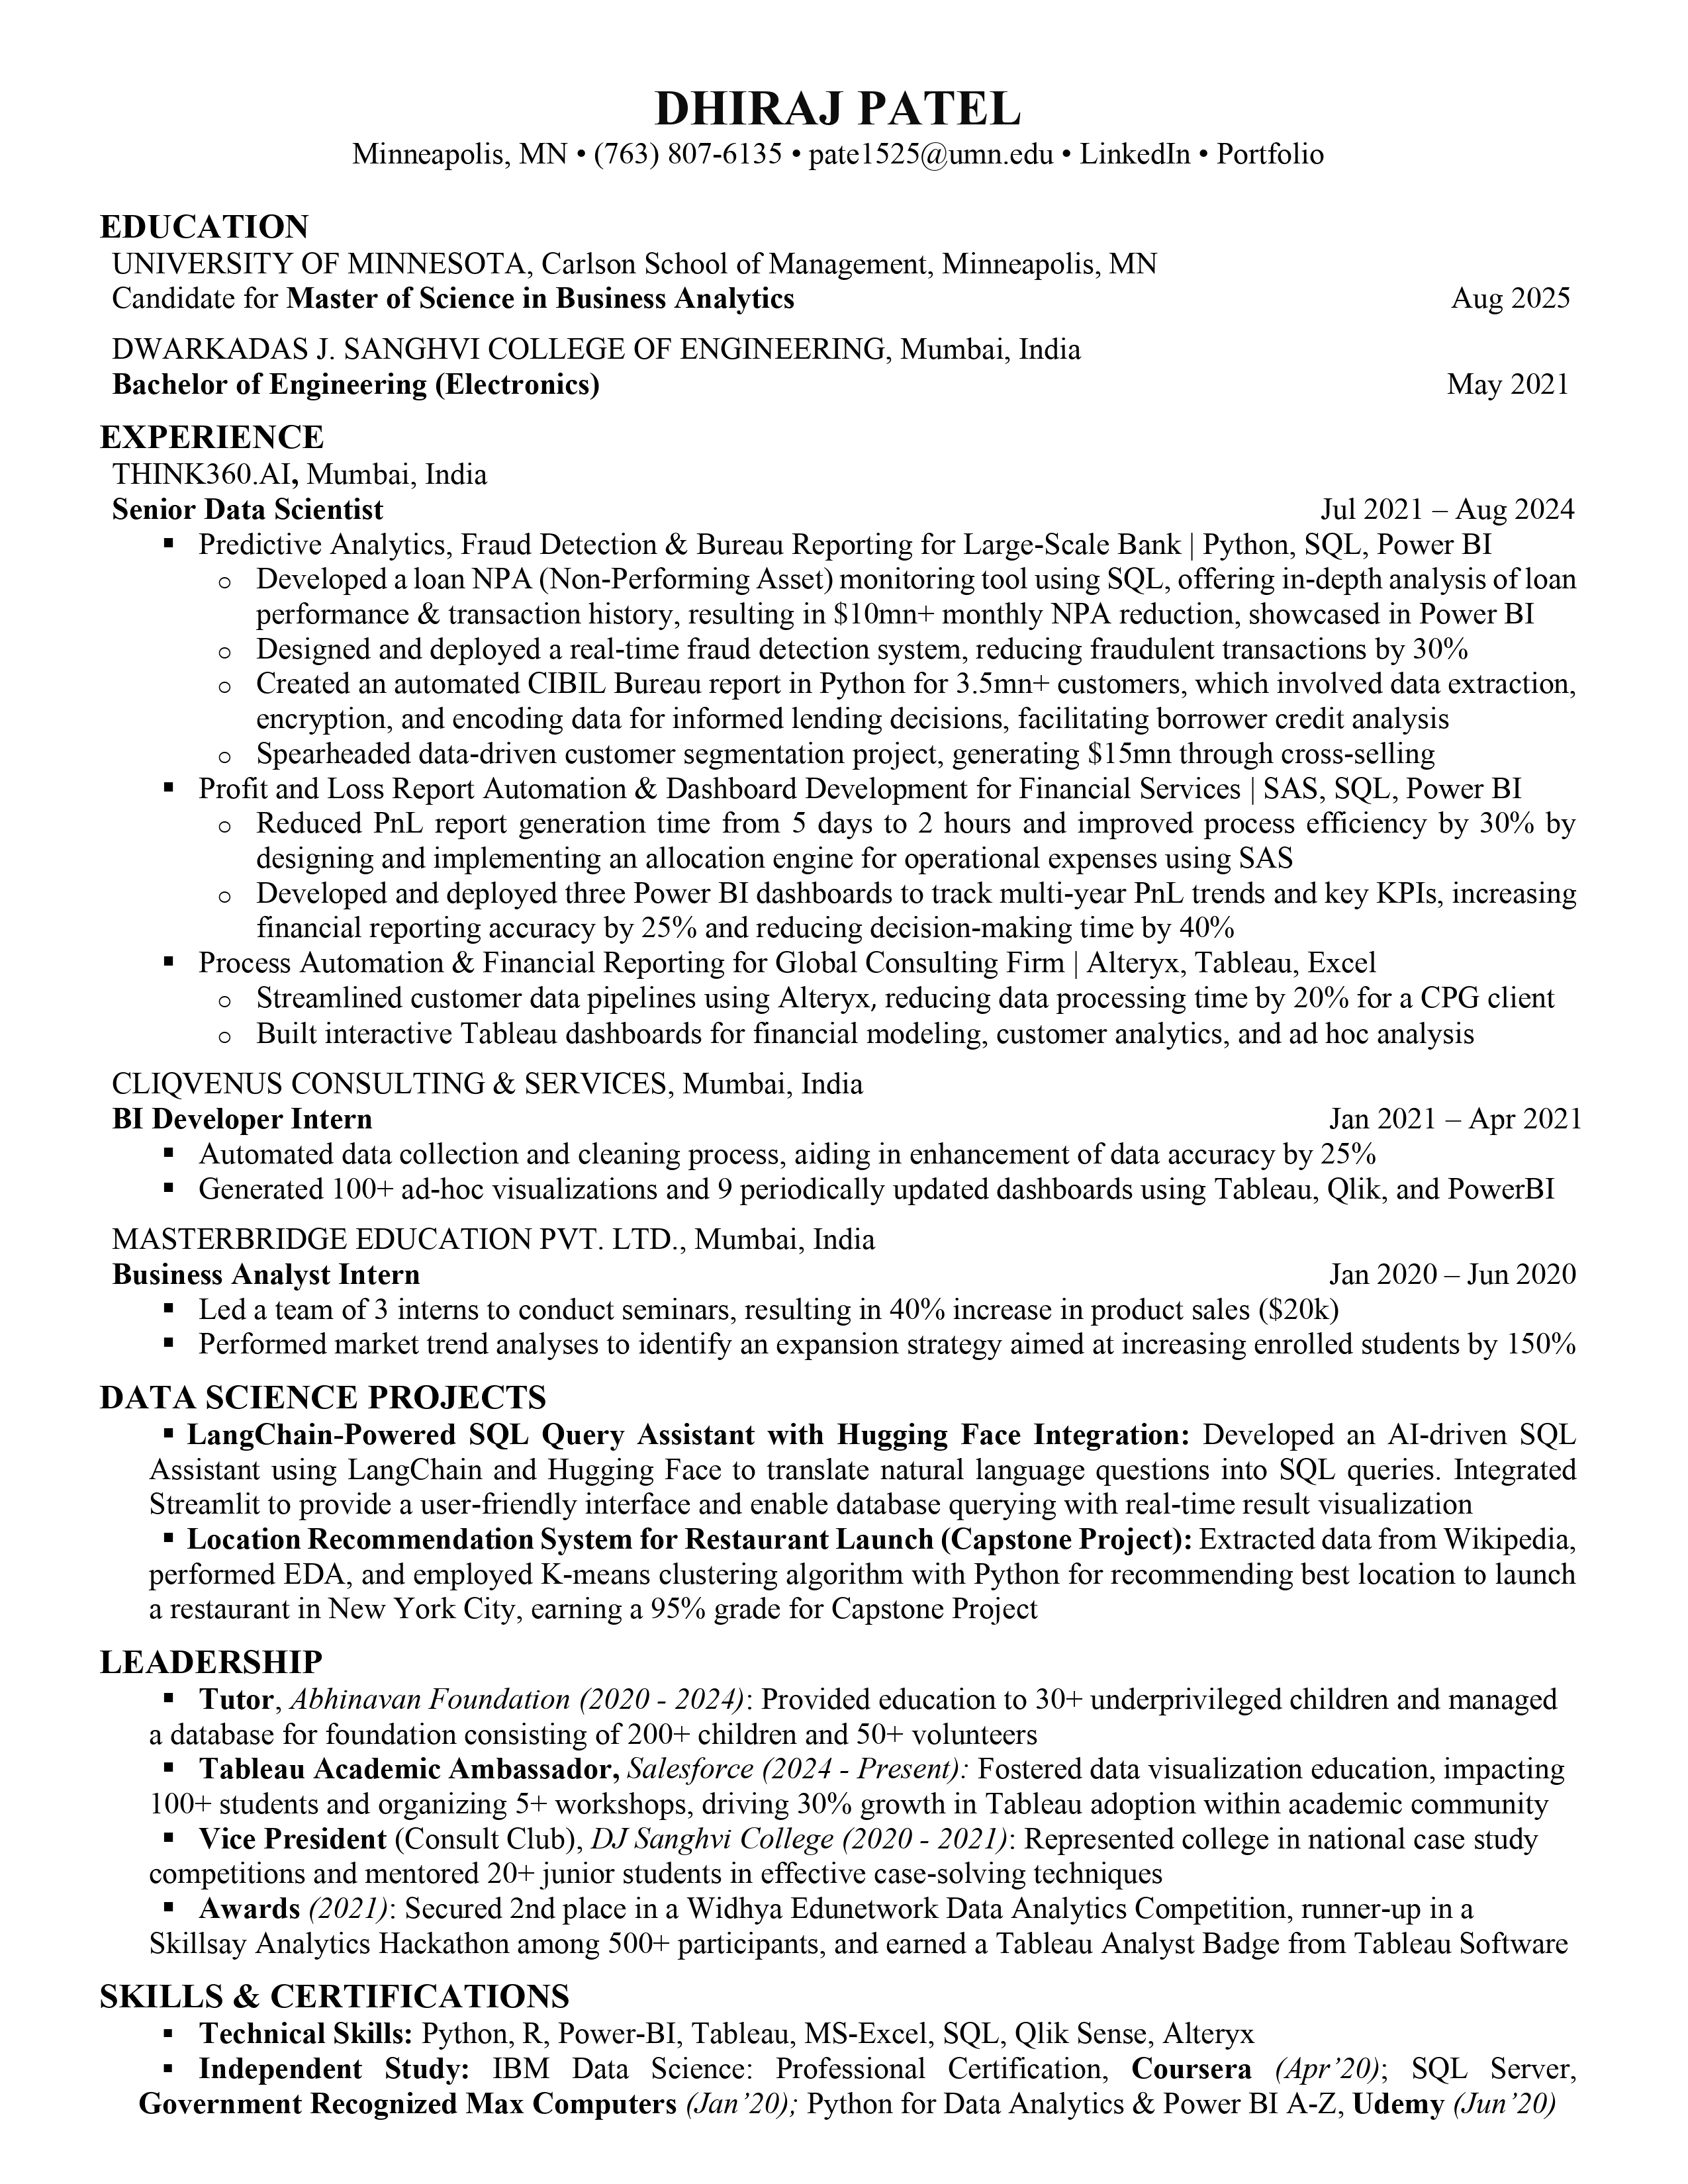 DHIRAJ PATEL
Minneapolis, MN • (763) 807-6135 • pate1525@umn.edu • LinkedIn • Portfolio
EDUCATION
UNIVERSITY OF MINNESOTA, Carlson School of Management, Minneapolis, MN
Candidate for Master of Science in Business Analytics Aug 2025
DWARKADAS J. SANGHVI COLLEGE OF ENGINEERING, Mumbai, India
Bachelor of Engineering (Electronics) May 2021
EXPERIENCE
THINK360.AI, Mumbai, India
Senior Data Scientist Jul 2021 – Aug 2024
▪ Predictive Analytics, Fraud Detection & Bureau Reporting for Large-Scale Bank | Python, SQL, Power BI
o Developed a loan NPA (Non-Performing Asset) monitoring tool using SQL, offering in-depth analysis of loan
performance & transaction history, resulting in $10mn+ monthly NPA reduction, showcased in Power BI
o Designed and deployed a real-time fraud detection system, reducing fraudulent transactions by 30%
o Created an automated CIBIL Bureau report in Python for 3.5mn+ customers, which involved data extraction,
encryption, and encoding data for informed lending decisions, facilitating borrower credit analysis
o Spearheaded data-driven customer segmentation project, generating $15mn through cross-selling
▪ Profit and Loss Report Automation & Dashboard Development for Financial Services | SAS, SQL, Power BI
o Reduced PnL report generation time from 5 days to 2 hours and improved process efficiency by 30% by
designing and implementing an allocation engine for operational expenses using SAS
o Developed and deployed three Power BI dashboards to track multi-year PnL trends and key KPIs, increasing
financial reporting accuracy by 25% and reducing decision-making time by 40%
▪ Process Automation & Financial Reporting for Global Consulting Firm | Alteryx, Tableau, Excel
o Streamlined customer data pipelines using Alteryx, reducing data processing time by 20% for a CPG client
o Built interactive Tableau dashboards for financial modeling, customer analytics, and ad hoc analysis
CLIQVENUS CONSULTING & SERVICES, Mumbai, India
BI Developer Intern Jan 2021 – Apr 2021
▪ Automated data collection and cleaning process, aiding in enhancement of data accuracy by 25%
▪ Generated 100+ ad-hoc visualizations and 9 periodically updated dashboards using Tableau, Qlik, and PowerBI
MASTERBRIDGE EDUCATION PVT. LTD., Mumbai, India
Business Analyst Intern Jan 2020 – Jun 2020
▪ Led a team of 3 interns to conduct seminars, resulting in 40% increase in product sales ($20k)
▪ Performed market trend analyses to identify an expansion strategy aimed at increasing enrolled students by 150%
DATA SCIENCE PROJECTS
▪ LangChain-Powered SQL Query Assistant with Hugging Face Integration: Developed an AI-driven SQL
Assistant using LangChain and Hugging Face to translate natural language questions into SQL queries. Integrated
Streamlit to provide a user-friendly interface and enable database querying with real-time result visualization
▪ Location Recommendation System for Restaurant Launch (Capstone Project): Extracted data from Wikipedia,
performed EDA, and employed K-means clustering algorithm with Python for recommending best location to launch
a restaurant in New York City, earning a 95% grade for Capstone Project
LEADERSHIP
▪ Tutor, Abhinavan Foundation (2020 - 2024): Provided education to 30+ underprivileged children and managed
a database for foundation consisting of 200+ children and 50+ volunteers
▪ Tableau Academic Ambassador, Salesforce (2024 - Present): Fostered data visualization education, impacting
100+ students and organizing 5+ workshops, driving 30% growth in Tableau adoption within academic community
▪ Vice President (Consult Club), DJ Sanghvi College (2020 - 2021): Represented college in national case study
competitions and mentored 20+ junior students in effective case-solving techniques
▪ Awards (2021): Secured 2nd place in a Widhya Edunetwork Data Analytics Competition, runner-up in a
Skillsay Analytics Hackathon among 500+ participants, and earned a Tableau Analyst Badge from Tableau Software
SKILLS & CERTIFICATIONS
▪ Technical Skills: Python, R, Power-BI, Tableau, MS-Excel, SQL, Qlik Sense, Alteryx
▪ Independent Study: IBM Data Science: Professional Certification, Coursera (Apr’20); SQL Server,
Government Recognized Max Computers (Jan’20); Python for Data Analytics & Power BI A-Z, Udemy (Jun’20)